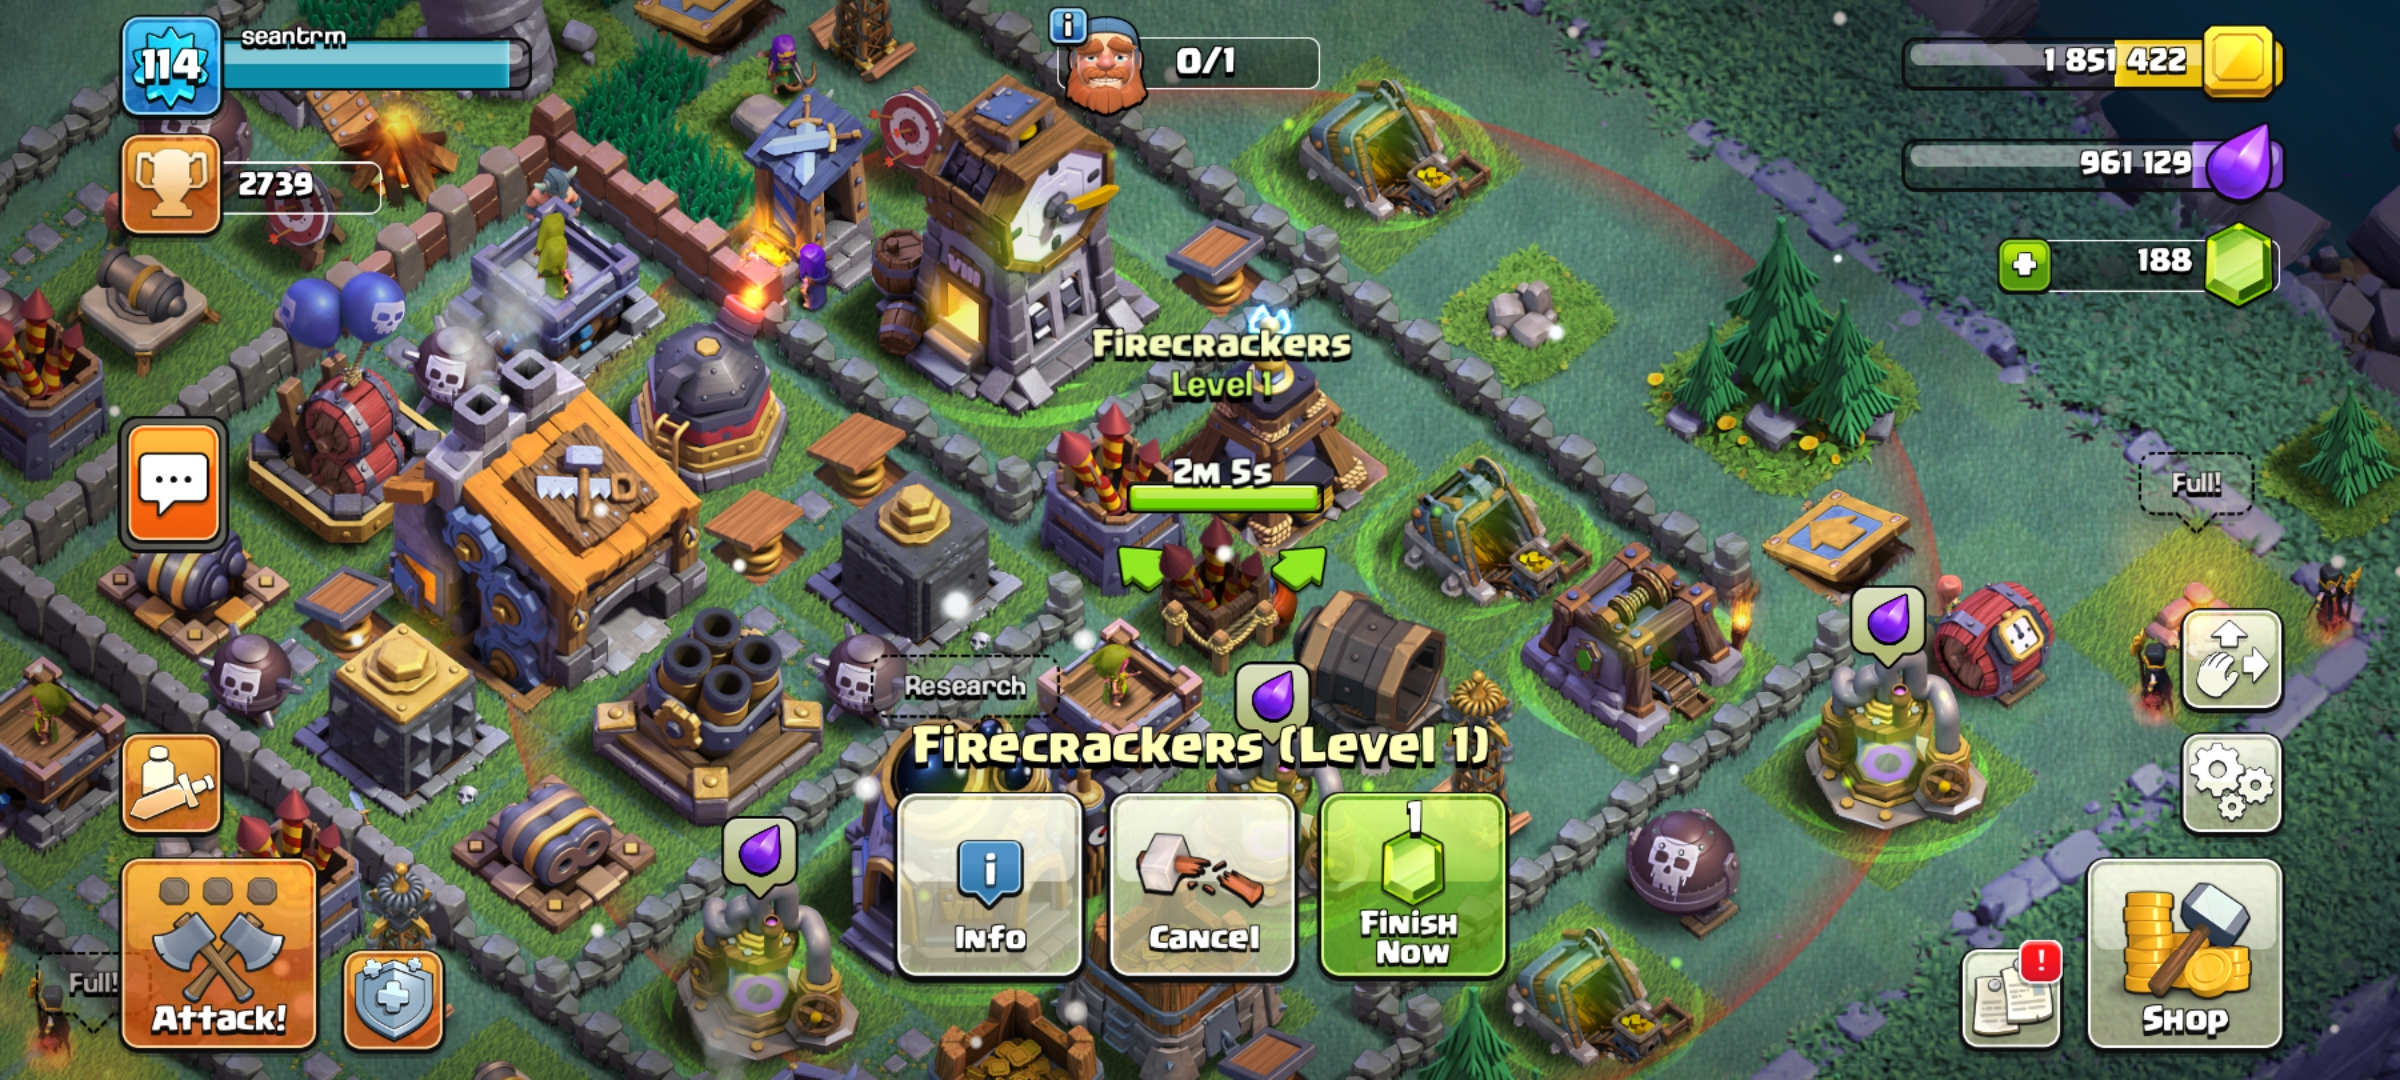 114
seantrm
0/1
1 851 422
2739
961 129
188
VIII
Firecrackers
Level 1
2m 5s
Full!
Research
Firecrackers (Level 1)
1
Info
Cancel
Finish
Now
Full!
Attack!
!
Shop